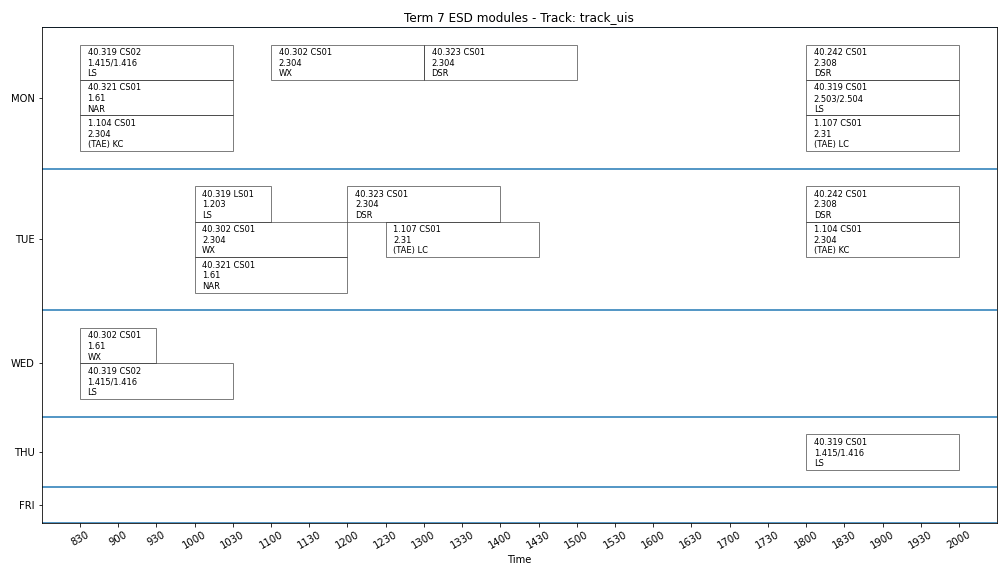 Term 7 ESD modules - Track: track_uis
MON
40.319 CS02
1.415/1.416
LS
40.321 CS01
1.61
NAR
1.104 CS01
2.304
(TAE) KC
40.302 CS01
2.304
WX
40.323 CS01
2.304
DSR
40.242 CS01
2.308
DSR
40.319 CS01
2.503/2.504
LS
1.107 CS01
2.31
(TAE) LC
TUE
40.319 LS01
1.203
LS
40.302 CS01
2.304
WX
40.321 CS01
1.61
NAR
40.323 CS01
2.304
DSR
1.107 CS01
2.31
(TAE) LC
40.242 CS01
2.308
DSR
1.104 CS01
2.304
(TAE) KC
WED
40.302 CS01
1.61
WX
40.319 CS02
1.415/1.416
LS
THU
40.319 CS01
1.415/1.416
LS
FRI
830 900 930 1000 1030 1100 1130 1200 1230 1300 1330 1430 1500 1600 1630 1700 1730 1800 1830 1900 1930 2000
Time